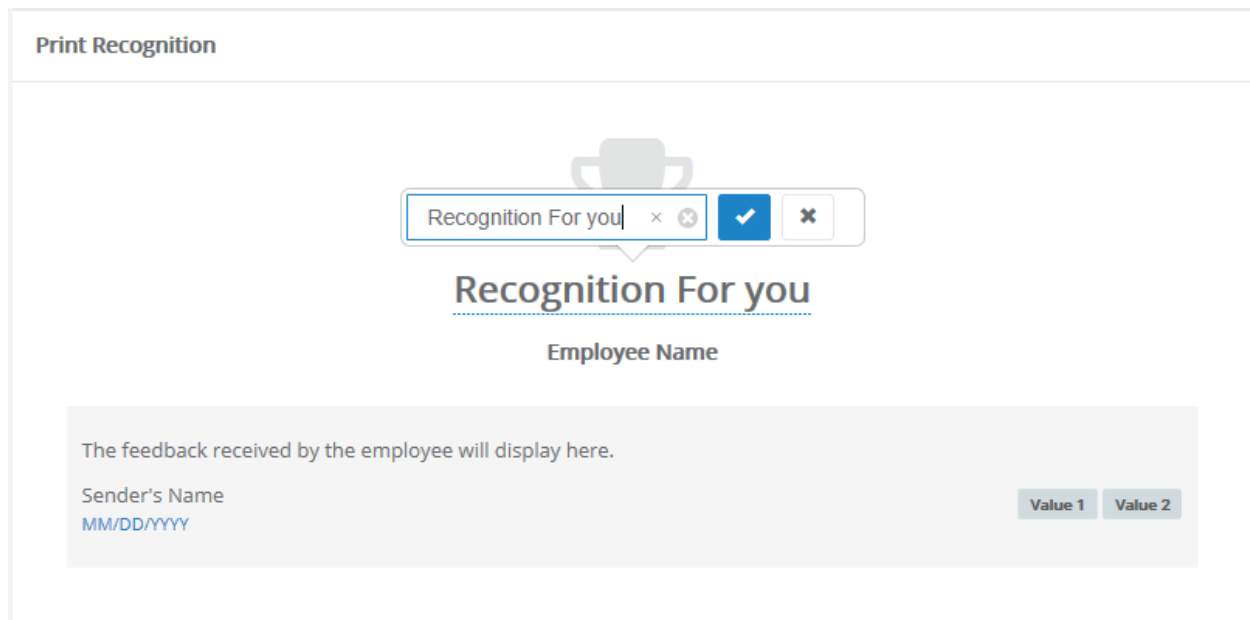 Print Recognition
Recognition For you
Recognition For you
Employee Name
The feedback received by the employee will display here.
Sender's Name
Value 1 Value 2
MM/DD/YYYY